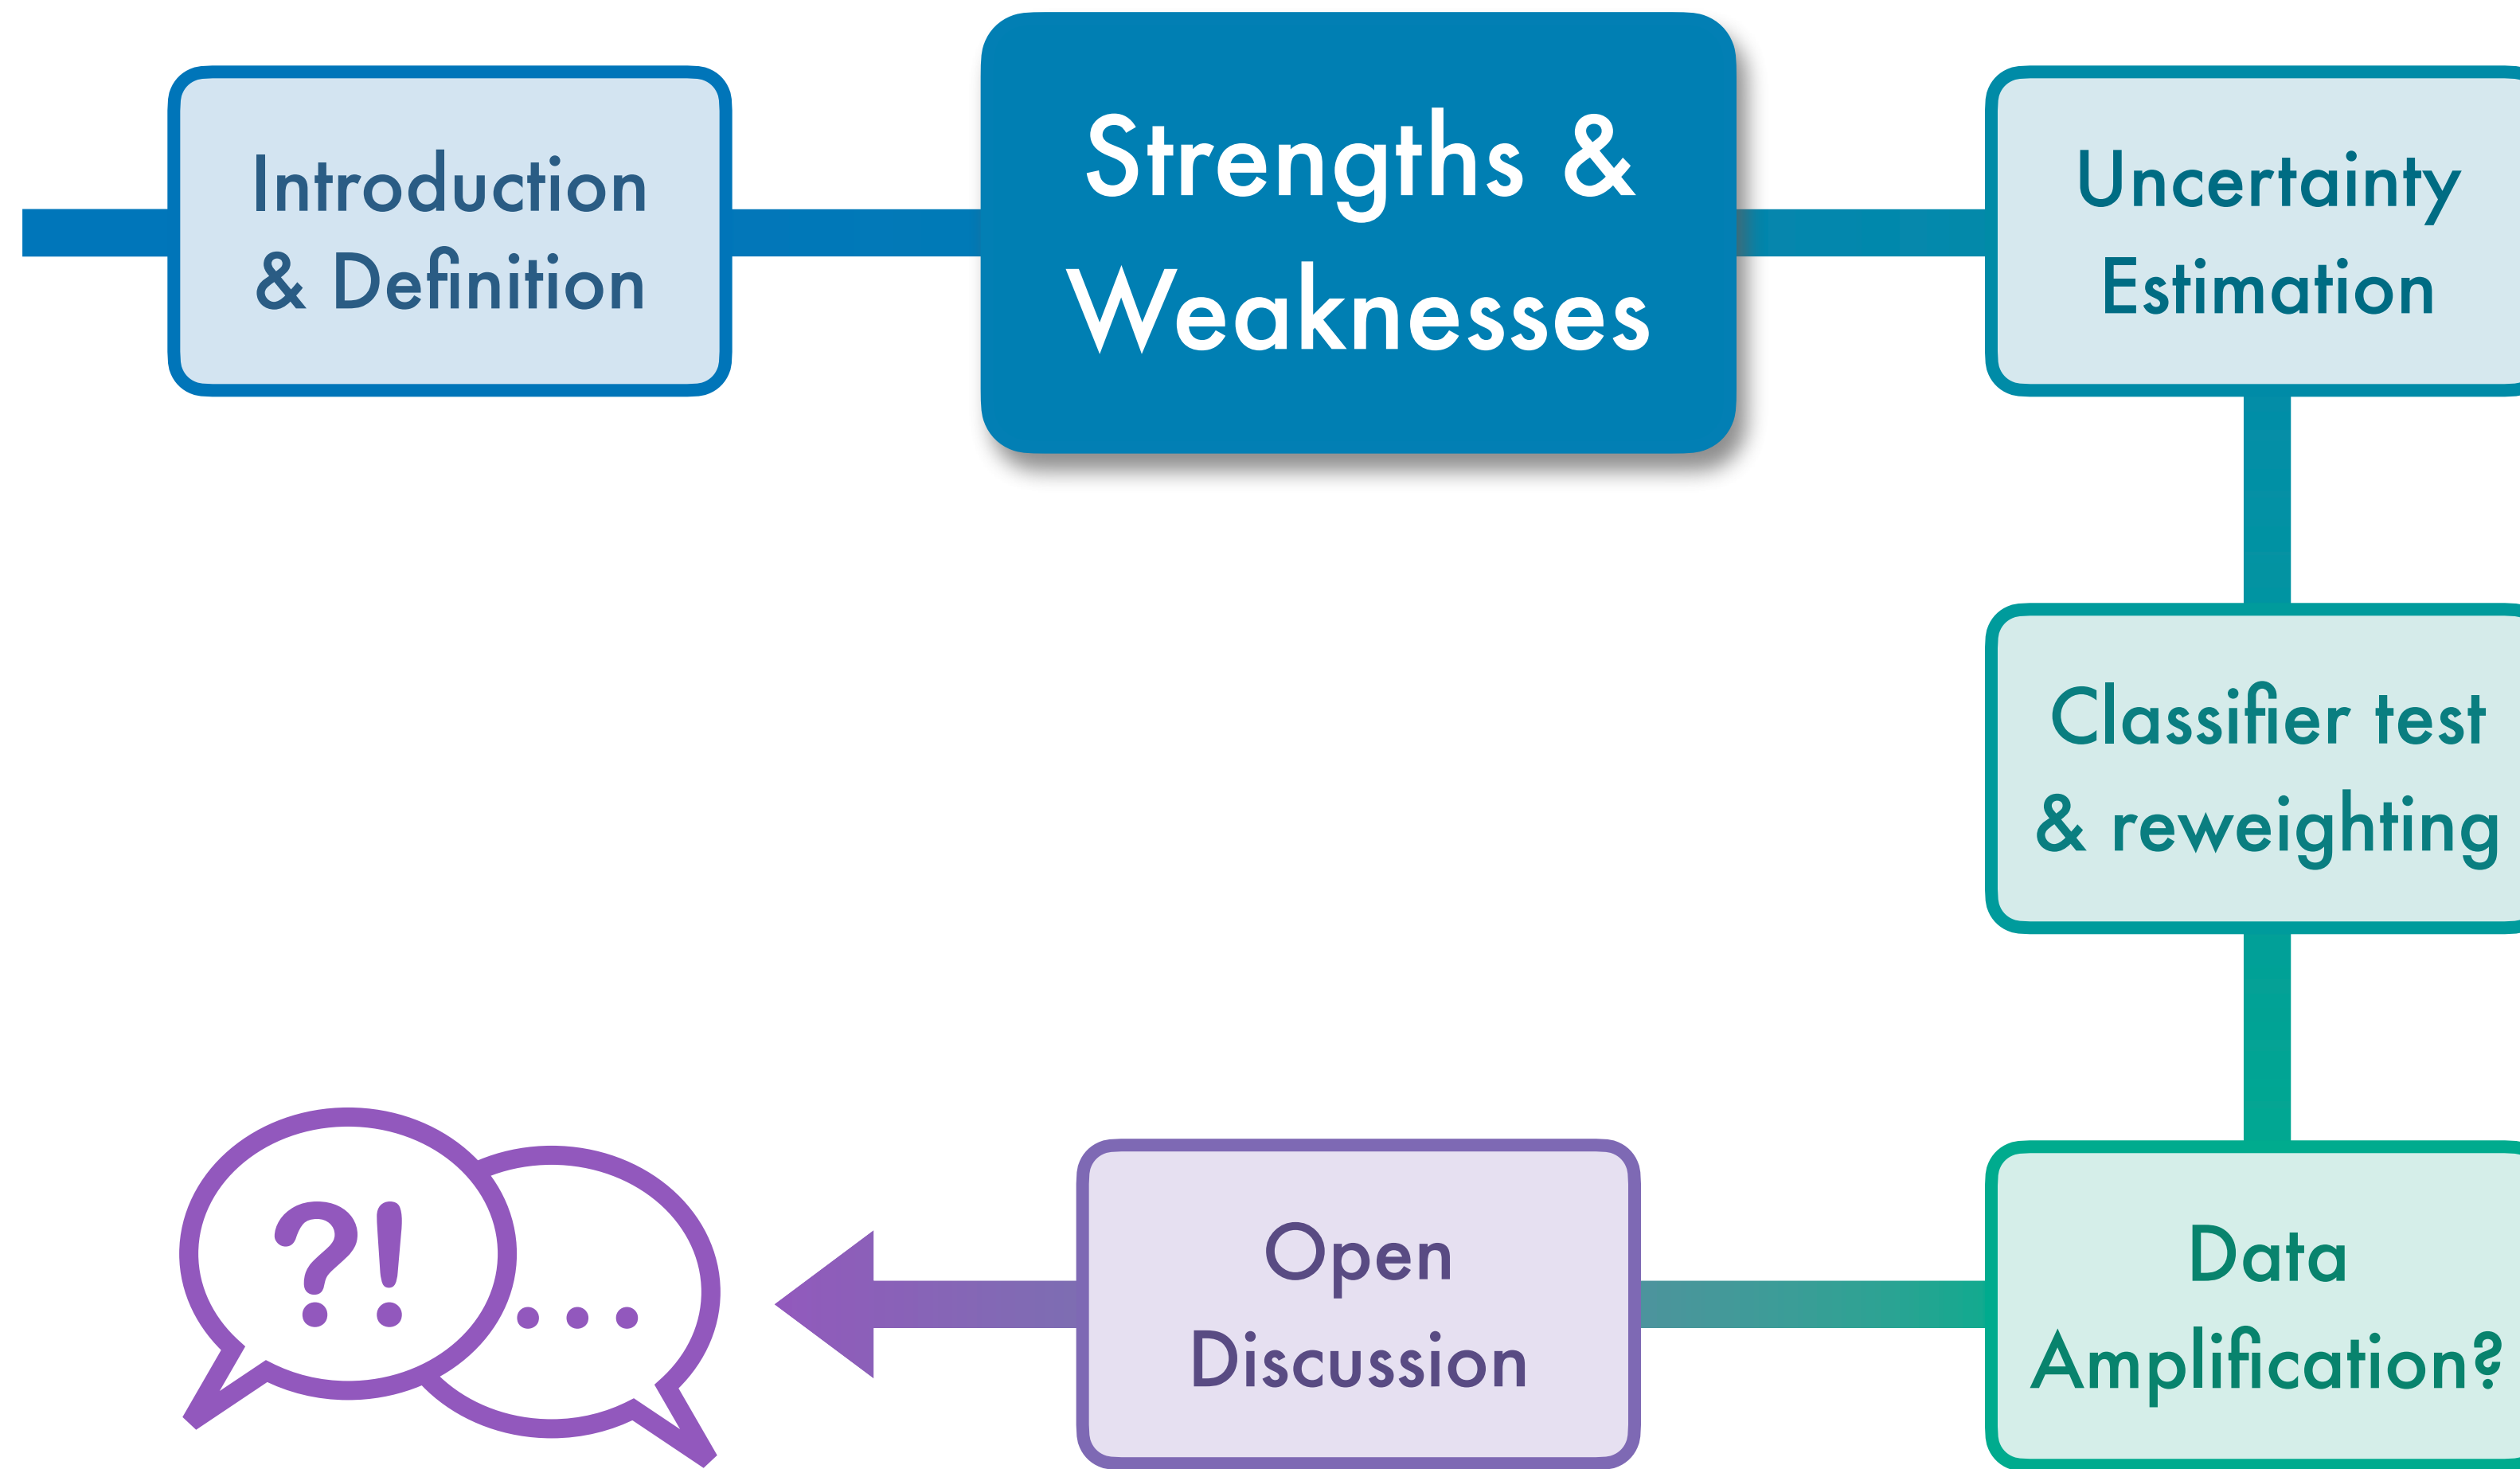 Introduction
& Definition
Strengths &
Weaknesses
Uncertainty
Estimation
Classifier test
& reweighting
Data
Amplification?
Open
Discussion
?!
...